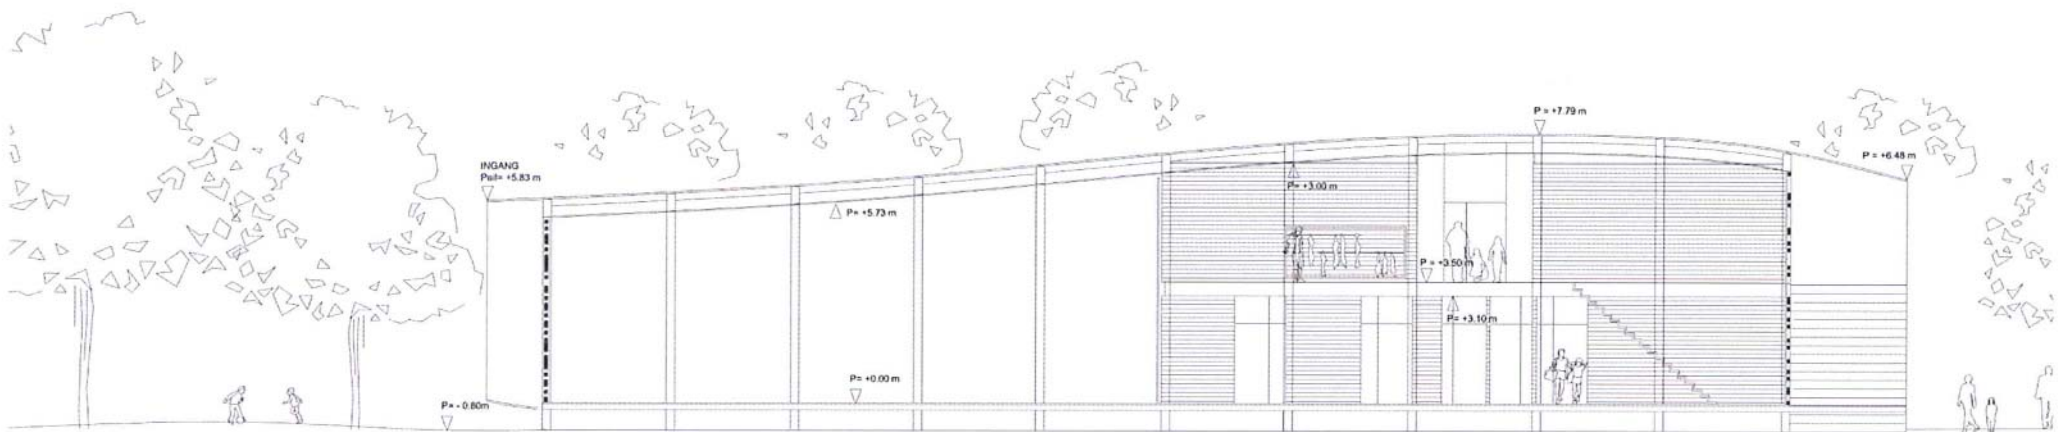 P = +7.79 m
INGANG
Peil= +5.83 m
P = +6.48 m
P= +3.00 m
P= +5.73 m
P = +3.50 m
P= +3.10 m
P= +0.00 m
P= - 0.80m